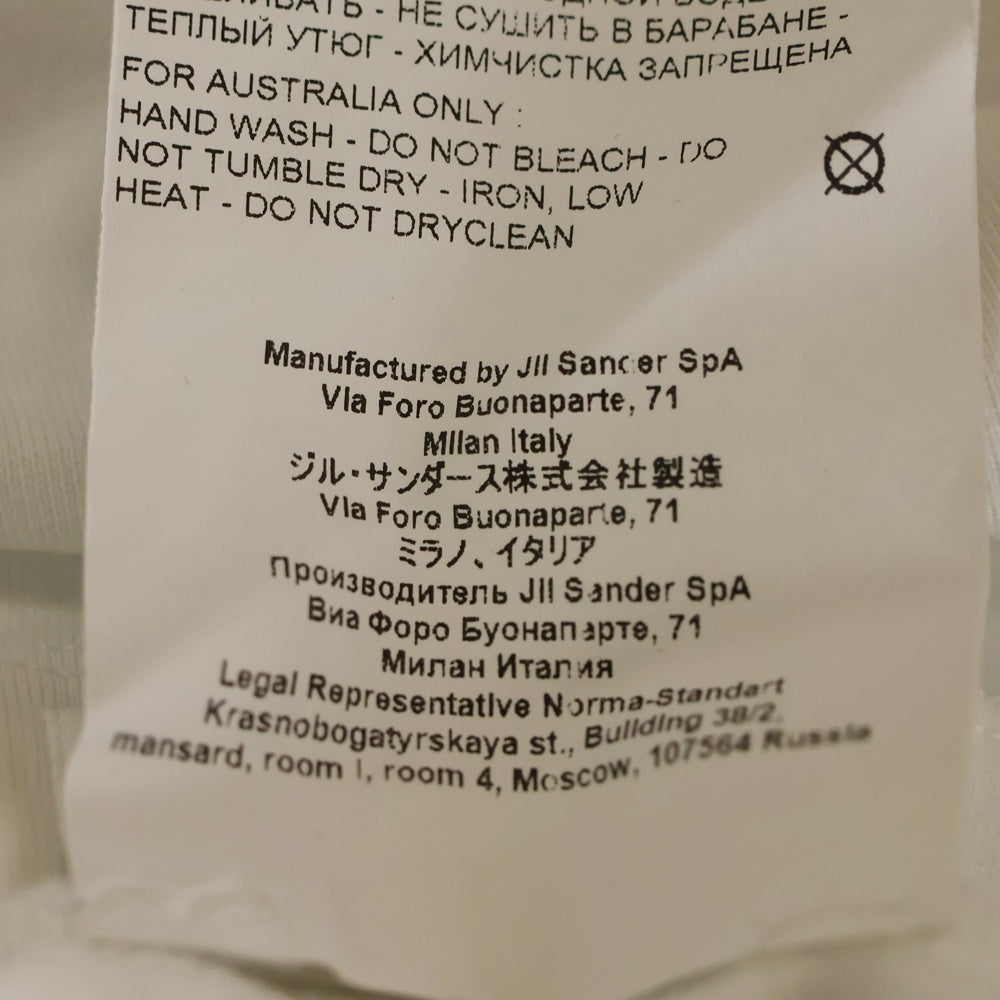 - НЕ СУШИТЬ В БАРАБАНЕ -
ТЕПЛЫЙ УТЮГ - ХИМЧИСТКА ЗАПРЕЩЕНА
FOR AUSTRALIA ONLY :
HAND WASH - DO NOT BLEACH - DO
NOT TUMBLE DRY - IRON, LOW
HEAT - DO NOT DRYCLEAN
Manufactured by Jil Sander SpA
Via Foro Buonaparte, 71
Milan Italy
ジル・サンダース株式会社製造
Via Foro Buonaparte, 71
ミラノ、イタリア
Производитель Jil Sander SpA
Виа Форо Буонапарте, 71
Милан Италия
Legal Representative Norma-Standart
Krasnobogatyrskaya st., Building 38/2,
mansard, room I, room 4, Moscow, 107564 Russia